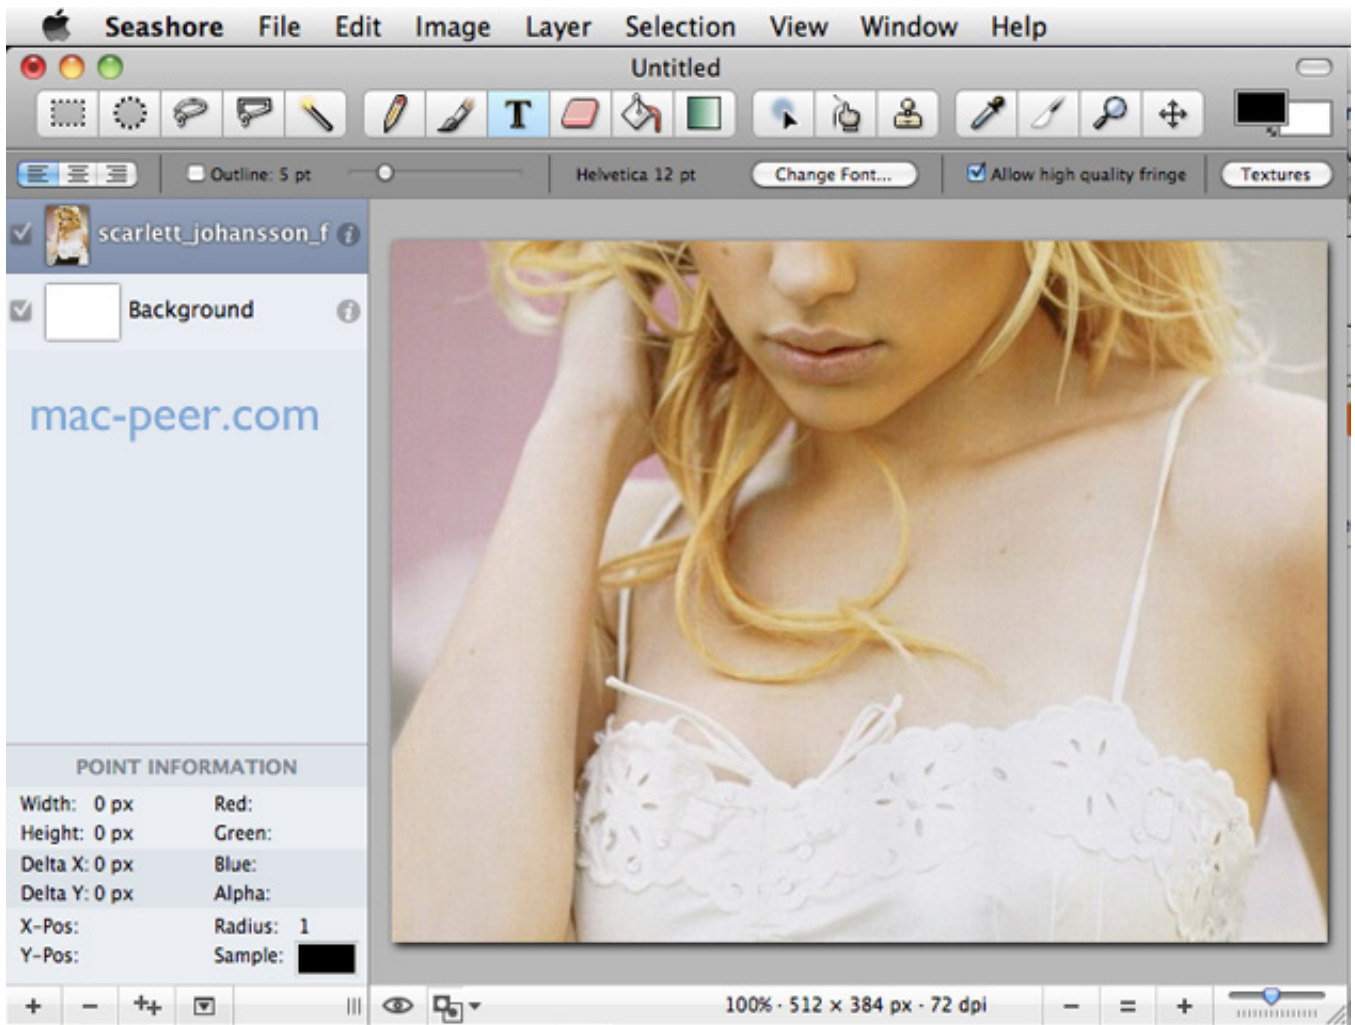 Seashore File Edit Image Layer Selection View Window Help
Untitled
T
Outline: 5 pt Helvetica 12 pt Change Font... Allow high quality fringe Textures
scarlett_johansson_f
Background
mac-peer.com
POINT INFORMATION
Width: 0 px Red:
Height: 0 px Green:
Delta X: 0 px Blue:
Delta Y: 0 px Alpha:
X-Pos: Radius: 1
Y-Pos: Sample:
100% · 512 × 384 px · 72 dpi